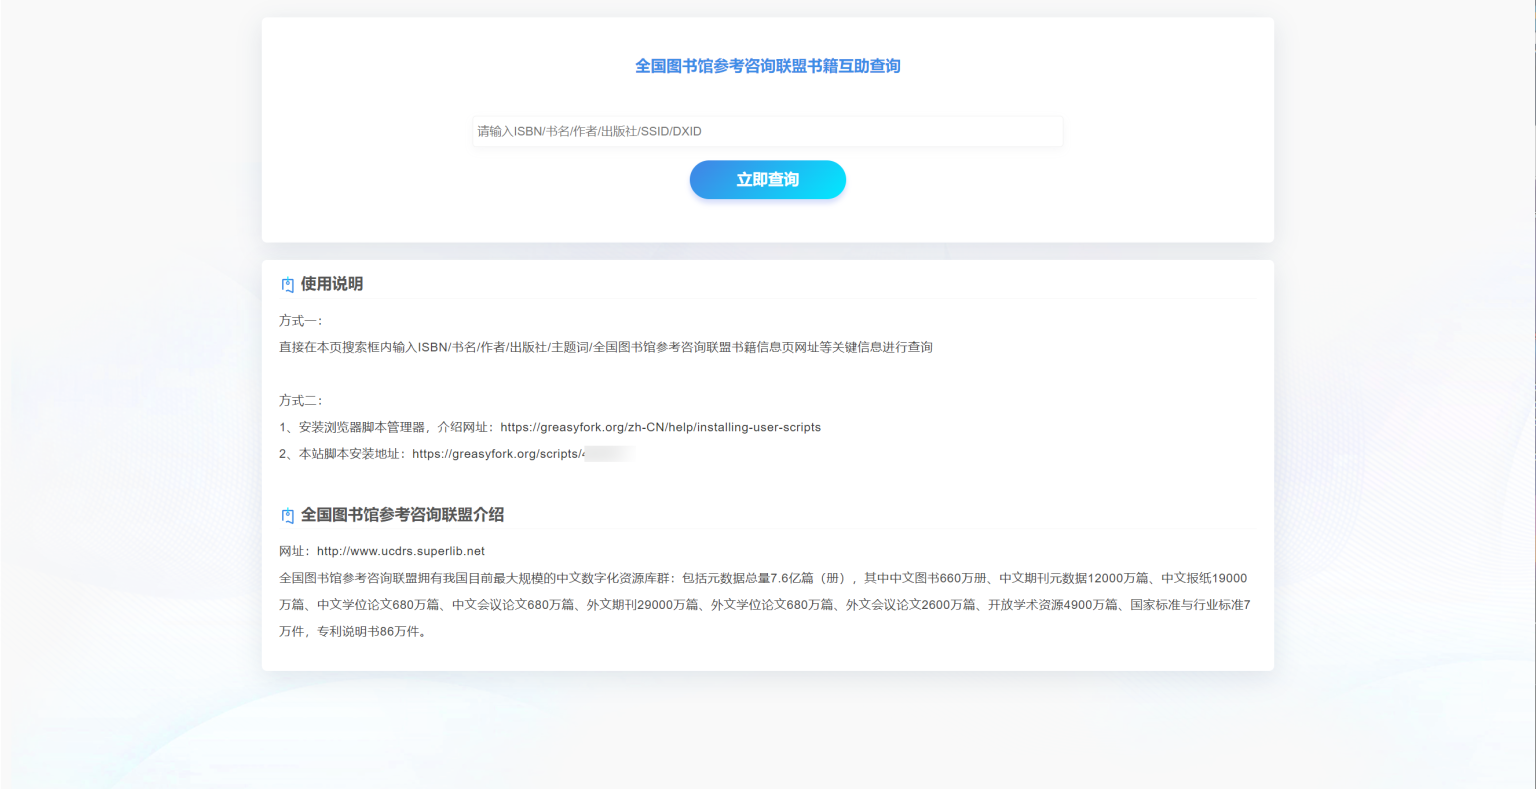 全国图书馆参考咨询联盟书籍互助查询
请输入ISBN/书名/作者/出版社/SSID/DXID
立即查询
使用说明
方式一：
直接在本页搜索框内输入ISBN/书名/作者/出版社/主题词/全国图书馆参考咨询联盟书籍信息页网址等关键信息进行查询
方式二：
1、安装浏览器脚本管理器，介绍网址：https://greasyfork.org/zh-CN/help/installing-user-scripts
2、本站脚本安装地址：https://greasyfork.org/scripts/
全国图书馆参考咨询联盟介绍
网址：http://www.ucdrs.superlib.net
全国图书馆参考咨询联盟拥有我国目前最大规模的中文数字化资源库群：包括元数据总量7.6亿篇（册），其中中文图书660万册、中文期刊元数据12000万篇、中文报纸19000
万篇、中文学位论文680万篇、中文会议论文680万篇、外文期刊29000万篇、外文学位论文680万篇、外文会议论文2600万篇、开放学术资源4900万篇、国家标准与行业标准7
万件，专利说明书86万件。